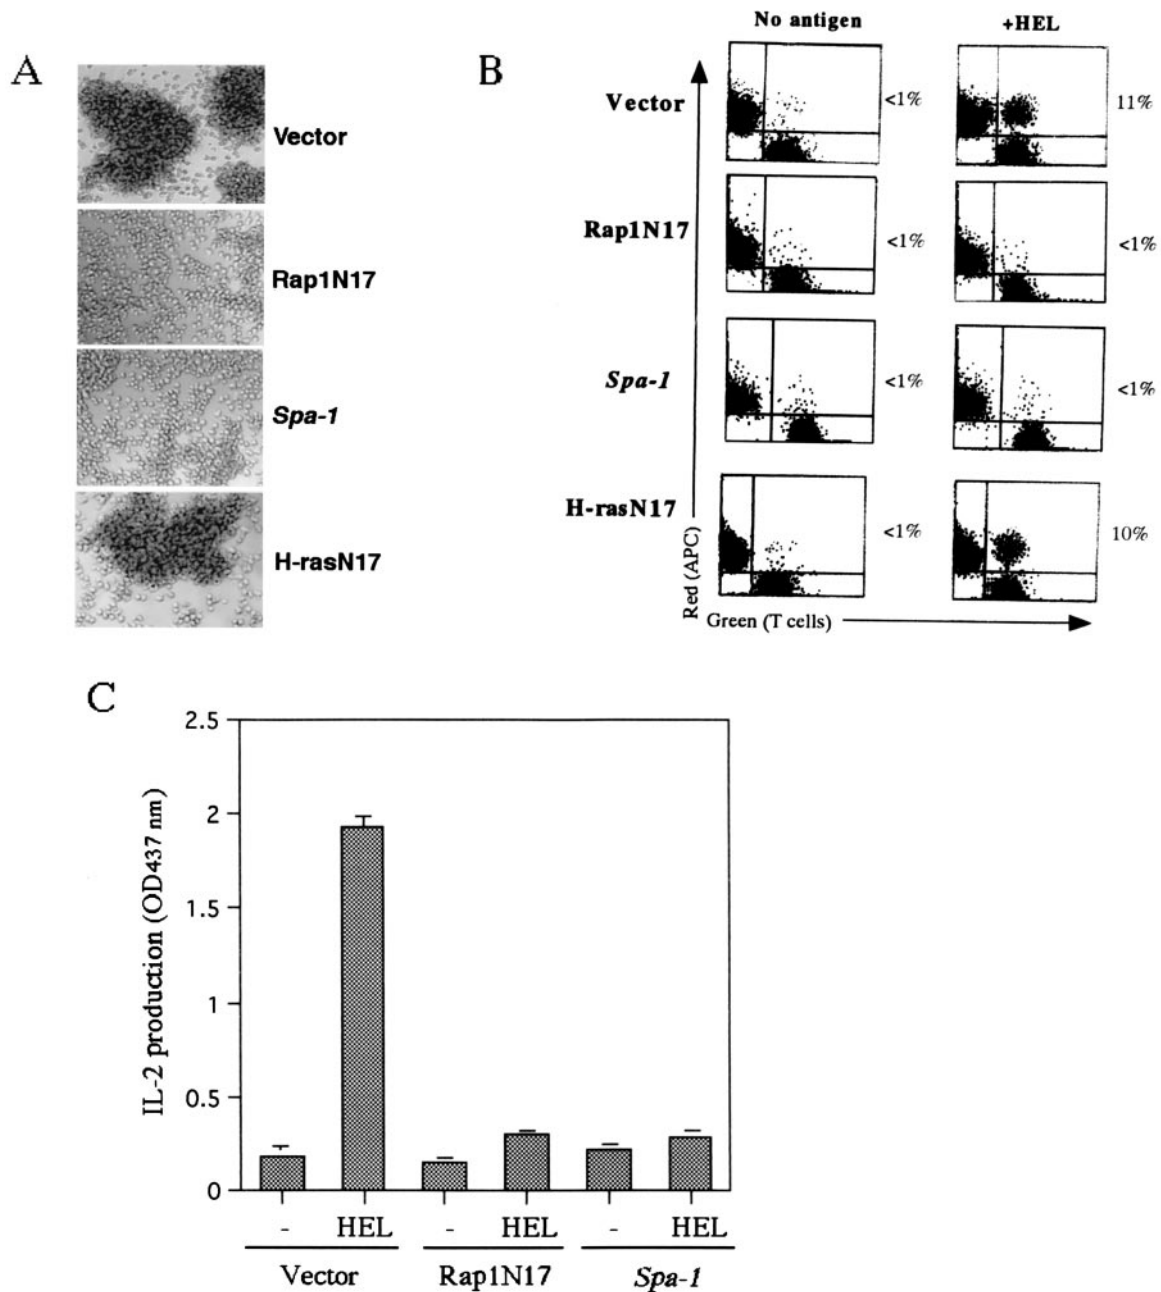 A
Vector
Rap1N17
Spa-1
H-rasN17
B
No antigen
+HEL
Vector
<1%
11%
Rap1N17
<1%
<1%
Spa-1
<1%
<1%
H-rasN17
<1%
10%
Red (APC)
Green (T cells)
C
IL-2 production (OD437 nm)
2.5
2
1.5
1
0.5
0
- HEL - HEL - HEL
Vector Rap1N17 Spa-1